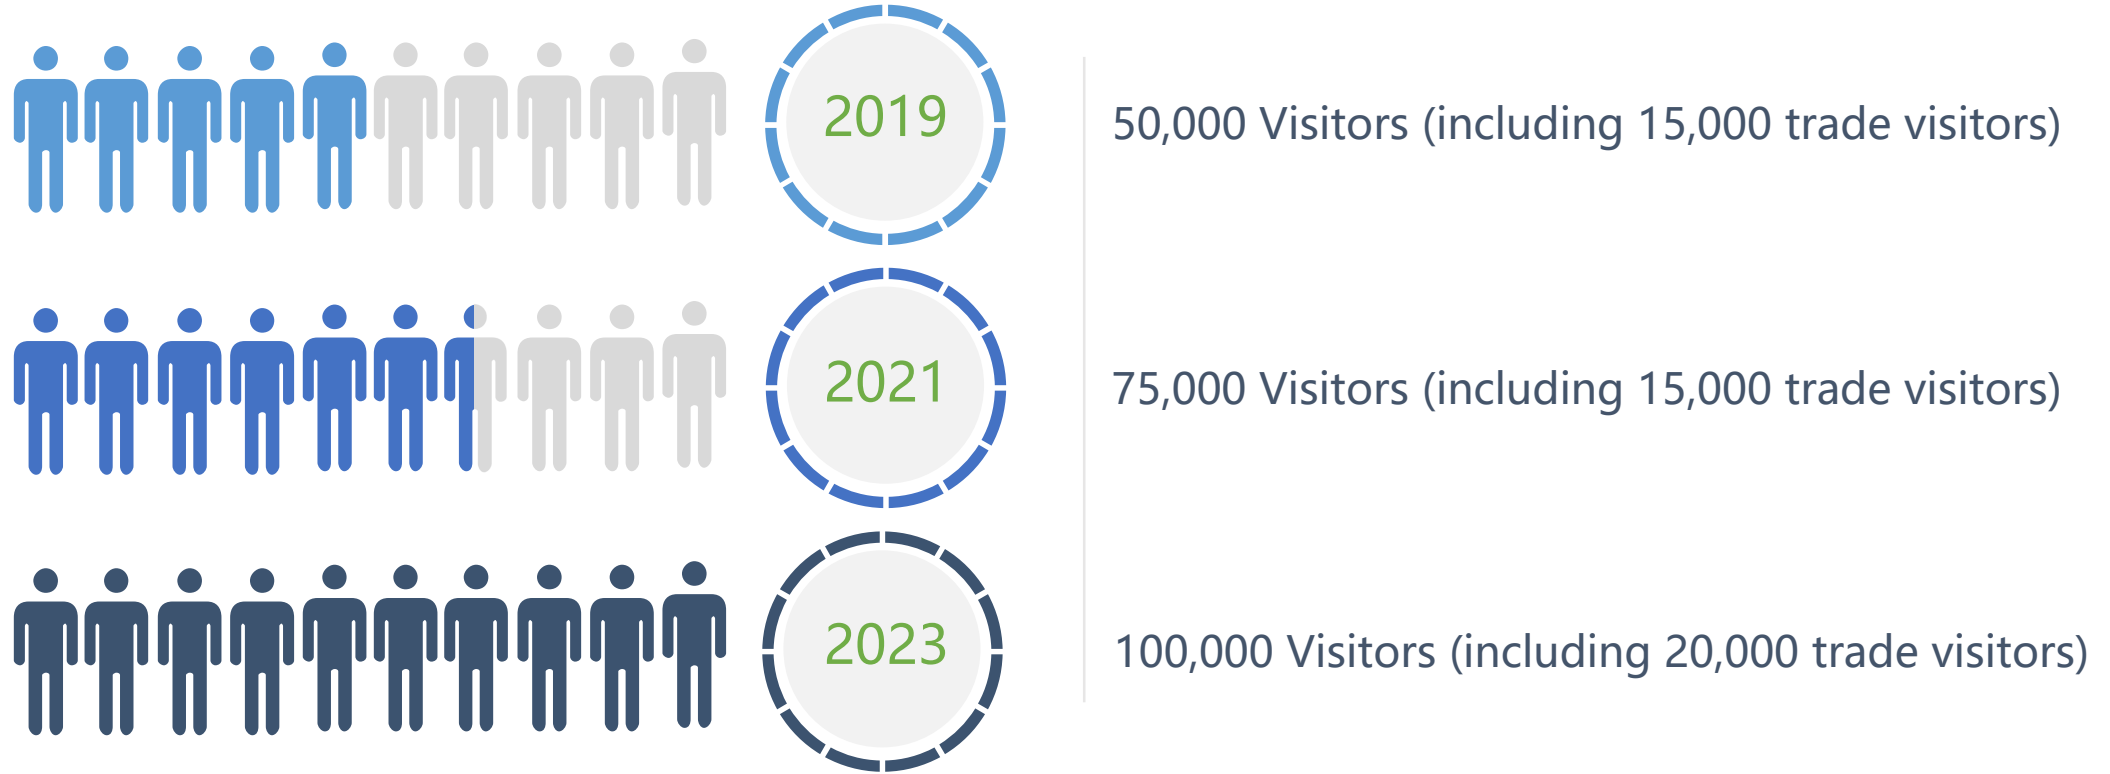 2019
50,000 Visitors (including 15,000 trade visitors)
2021
75,000 Visitors (including 15,000 trade visitors)
2023
100,000 Visitors (including 20,000 trade visitors)